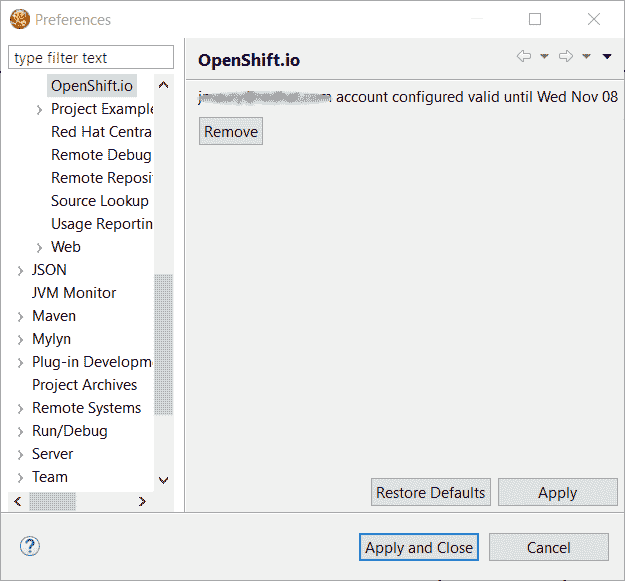 Preferences
type filter text
OpenShift.io
Project Example
Red Hat Centra
Remote Debug
Remote Reposi
Source Lookup
Usage Reportin
Web
JSON
JVM Monitor
Maven
Mylyn
Plug-in Developm
Project Archives
Remote Systems
Run/Debug
Server
Team
OpenShift.io
account configured valid until Wed Nov 08
Remove
Restore Defaults
Apply
?
Apply and Close
Cancel